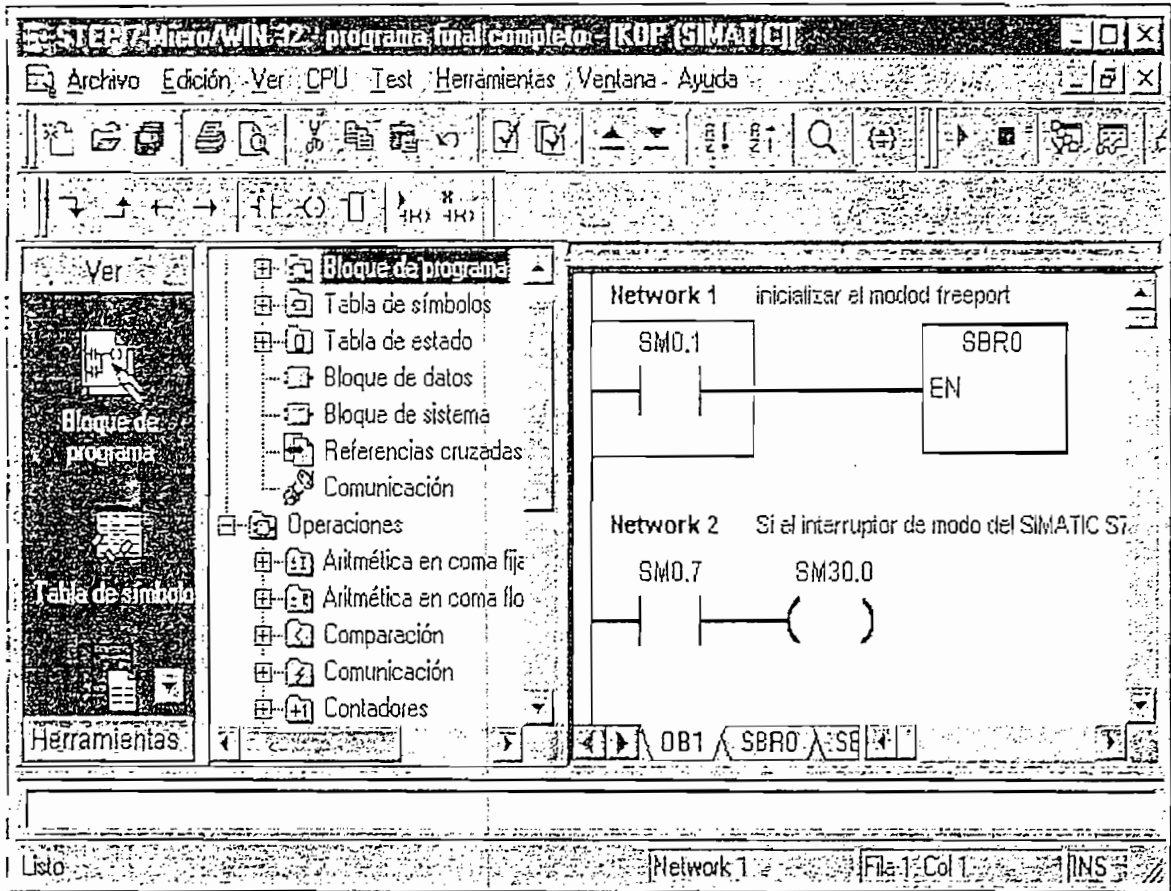 STEP 7-Micro/WIN 32 - programa final completo - [KOP (SIMATIC)]
Archivo Edición Ver CPU Test Herramientas Ventana Ayuda
Ver
Bloque de programa
Tabla de símbolo
Herramientas
Bloque de programa
Tabla de símbolos
Tabla de estado
Bloque de datos
Bloque de sistema
Referencias cruzadas
Comunicación
Operaciones
Aritmética en coma fija
Aritmética en coma flo
Comparación
Comunicación
Contadores
Network 1 inicializar el modod freeport
SM0.1
SBR0
EN
Network 2 Si el interruptor de modo del SIMATIC S7
SM0.7 SM30.0
OB1 SBR0 SB
Listo Network 1 Fila 1, Col 1 INS